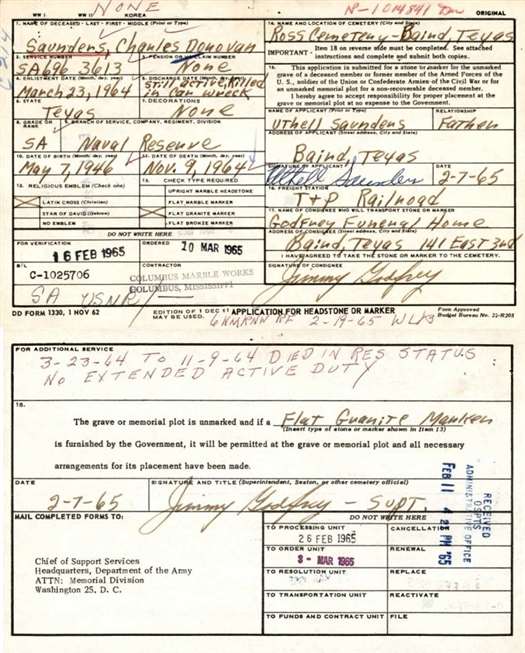 NONE
WW I WW II KOREA
N-1014841
ORIGINAL
1. NAME OF DECEASED - LAST - FIRST - MIDDLE (Print or Type)
Saunders, Charles Donovan
14. NAME AND LOCATION OF CEMETERY (City and State)
Ross Cemetery - Baird, Texas
IMPORTANT - Item 18 on reverse side must be completed. See attached instructions and complete and submit both copies.
2. SERVICE NUMBER
SA696 3613
3. PENSION OR VA CLAIM NUMBER
None
15.
This application is submitted for a stone or marker for the unmarked
grave of a deceased member or former member of the Armed Forces of the
U.S., soldier of the Union or Confederate Armies of the Civil War or for
an unmarked memorial plot for a non-recoverable deceased member.
I hereby agree to accept responsibility for proper placement at the
grave or memorial plot at no expense to the Government.
4. ENLISTMENT DATE (Month, day, year)
March 23, 1964
5. DISCHARGE DATE (Month, day, year)
still active, Killed
in car wreck
6. STATE
Texas
7. DECORATIONS
None
NAME OF APPLICANT (Print or Type)
RELATIONSHIP
Uthell Saunders
Father
8. GRADE OR RANK
SA
9. BRANCH OF SERVICE, COMPANY, REGIMENT, DIVISION
Naval Reserve
ADDRESS OF APPLICANT (Street address, City and State)
Baird, Texas
10. DATE OF BIRTH (Month, day, year)
May 7, 1946
11. DATE OF DEATH (Month, day, year)
Nov. 9, 1964
SIGNATURE OF APPLICANT
Uthell Saunders
DATE
2-7-65
12. RELIGIOUS EMBLEM (Check one)
LATIN CROSS (Christian)
STAR OF DAVID (Hebrew)
NO EMBLEM
13. CHECK TYPE REQUIRED
UPRIGHT MARBLE HEADSTONE
FLAT MARBLE MARKER
FLAT GRANITE MARKER
FLAT BRONZE MARKER
16. FREIGHT STATION
T+P Railroad
17. NAME OF CONSIGNEE WHO WILL TRANSPORT STONE OR MARKER
Godfrey Funeral Home
ADDRESS OF CONSIGNEE (Street address, City and State)
Baird, Texas 141 East 3rd
DO NOT WRITE HERE
FOR VERIFICATION
16 FEB 1965
ORDERED
10 MAR 1965
I HAVE AGREED TO TAKE THE STONE OR MARKER TO THE CEMETERY.
SIGNATURE OF CONSIGNEE
Jimmy Godfrey
B/L
C-1025706
COLUMBUS MARBLE WORKS
COLUMBUS, MISSISSIPPI
SA USNR
DD FORM 1330, 1 NOV 62
EDITION OF 1 DEC 61 MAY BE USED.
APPLICATION FOR HEADSTONE OR MARKER
Form Approved
Budget Bureau No. 22-R205
2-19-65
FOR ADDITIONAL SERVICE
3-23-64 TO 11-9-64 DIED IN RES STATUS
NO EXTENDED ACTIVE DUTY
18.
The grave or memorial plot is unmarked and if a Flat Granite Marker
(Insert type of stone or marker shown in Item 13)
is furnished by the Government, it will be permitted at the grave or memorial plot and all necessary
arrangements for its placement have been made.
DATE
2-7-65
SIGNATURE AND TITLE (Superintendent, Sexton, or other cemetery official)
Jimmy Godfrey - SUPT.
MAIL COMPLETED FORMS TO:
Chief of Support Services
Headquarters, Department of the Army
ATTN: Memorial Division
Washington 25, D. C.
DO NOT WRITE HERE
TO PROCESSING UNIT
26 FEB 1965
CANCELLATION
TO ORDER UNIT
MAR 1965
RENEWAL
TO RESOLUTION UNIT
REPLACE
TO TRANSPORTATION UNIT
REACTIVATE
TO FUNDS AND CONTRACT UNIT
FILE
RECEIVED
ADMINISTRATIVE OFFICE
FEB 11 4 25 PM '65